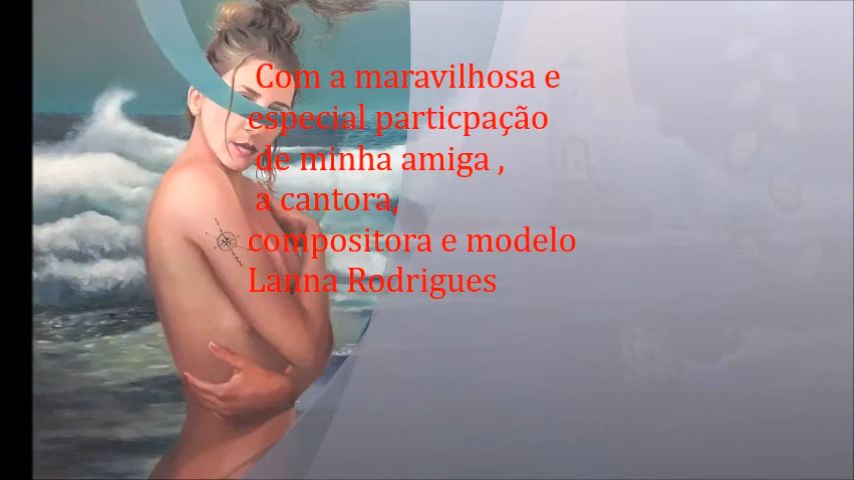 Com a maravilhosa e
especial particpação
de minha amiga ,
a cantora,
compositora e modelo
Lanna Rodrigues